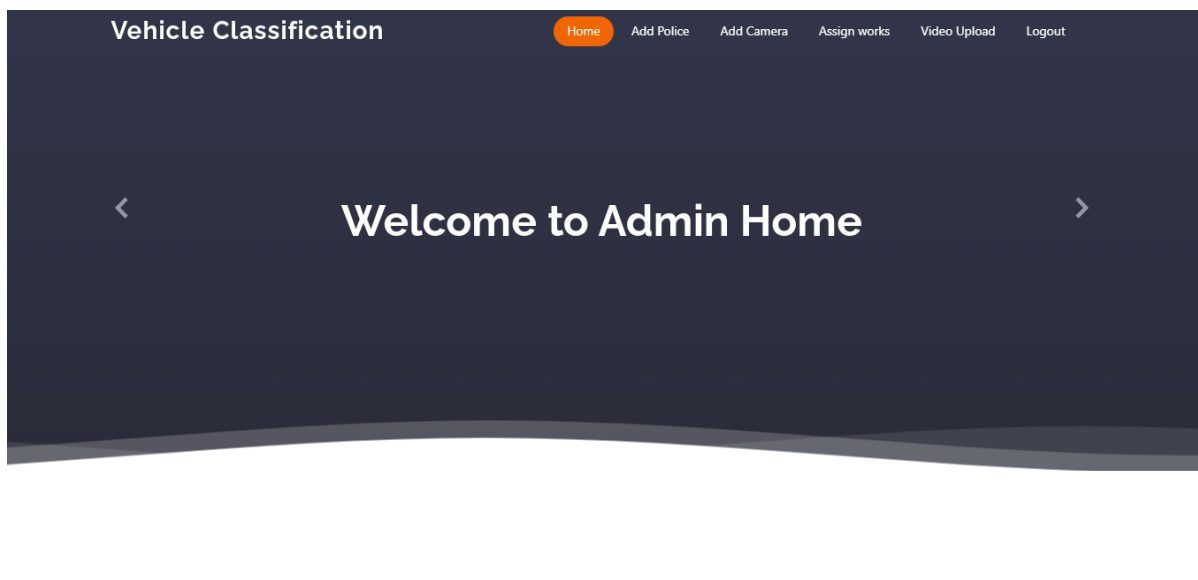 Vehicle Classification
Home Add Police Add Camera Assign works Video Upload Logout
Welcome to Admin Home